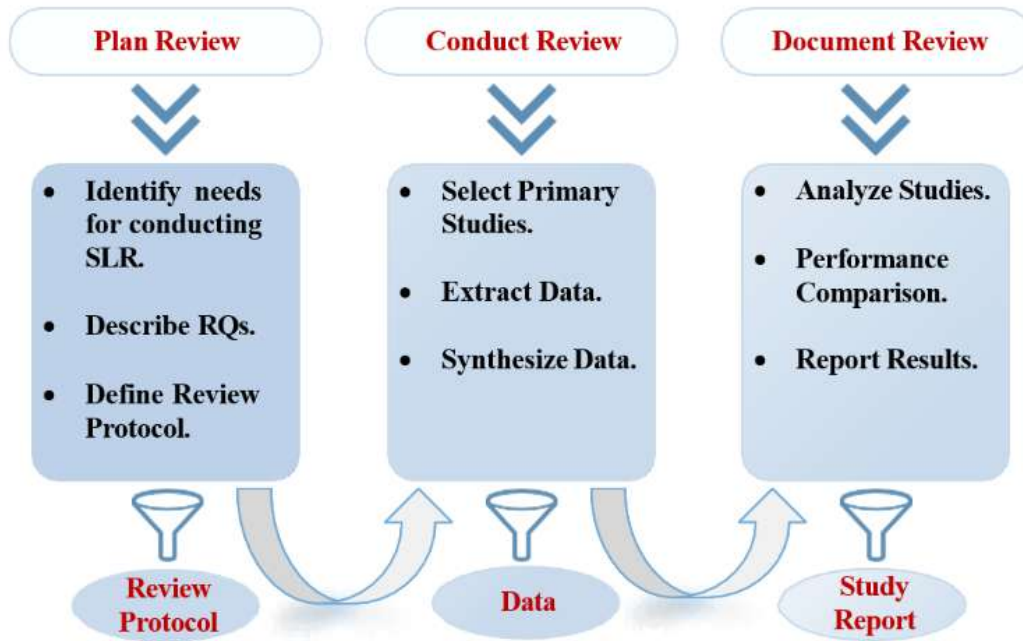 Plan Review
Conduct Review
Document Review
• Identify needs
for conducting
SLR.
• Describe RQs.
• Define Review
Protocol.
• Select Primary
Studies.
• Extract Data.
• Synthesize Data.
• Analyze Studies.
• Performance
Comparison.
• Report Results.
Review
Protocol
Data
Study
Report